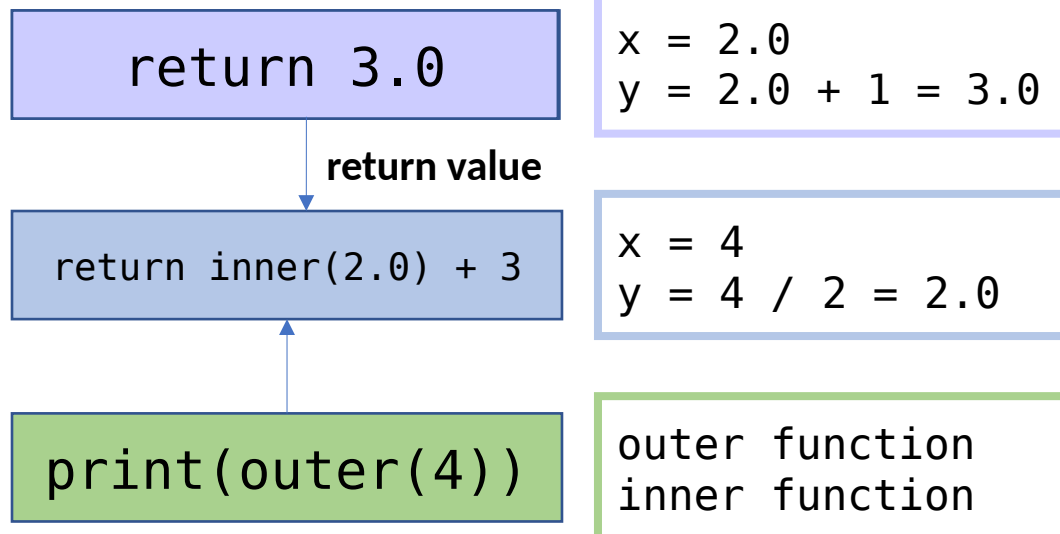 return 3.0
x = 2.0
y = 2.0 + 1 = 3.0
return value
return inner(2.0) + 3
x = 4
y = 4 / 2 = 2.0
print(outer(4))
outer function
inner function